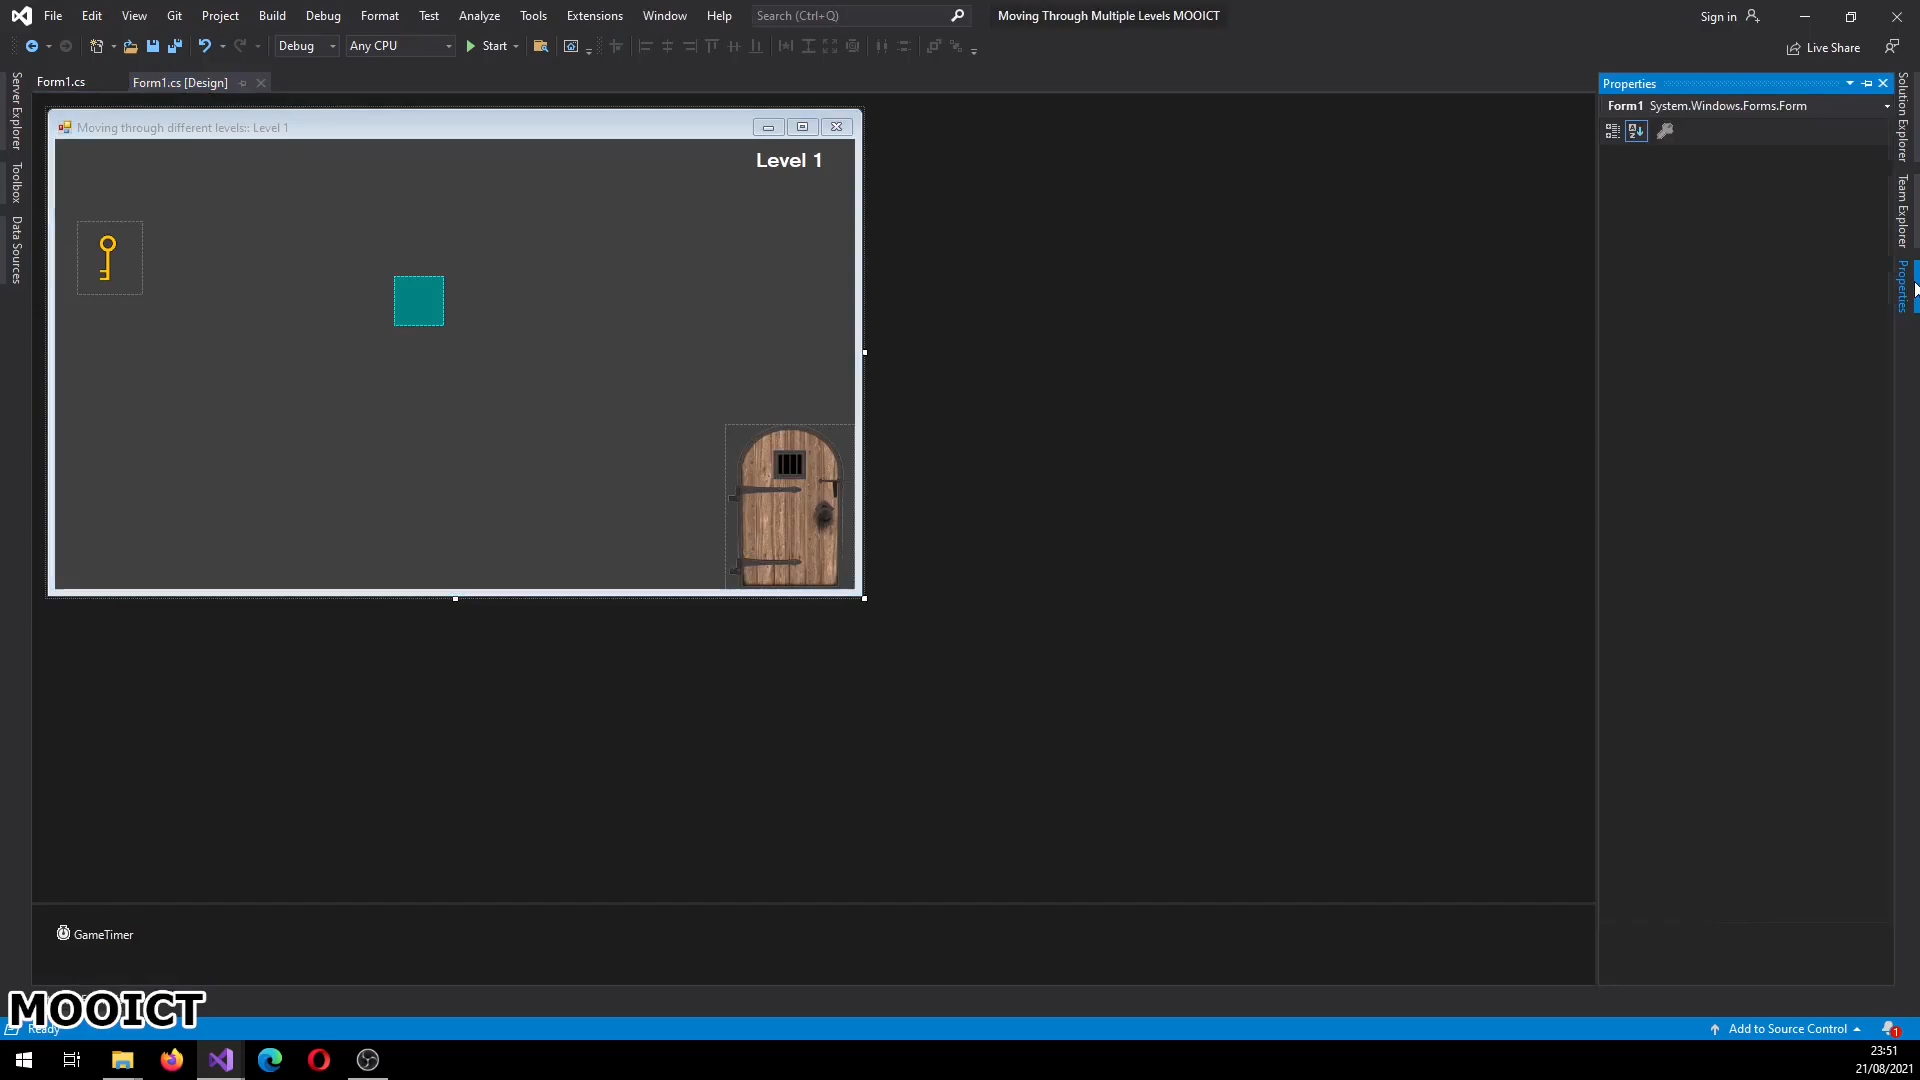 File Edit View Git Project Build Debug Format Test Analyze Tools Extensions Window Help Search (Ctrl+Q) Moving Through Multiple Levels MOOICT Sign in
Debug Any CPU Start Live Share
Form1.cs Form1.cs [Design]
Server Explorer
Toolbox
Data Sources
Moving through different levels:: Level 1
Level 1
GameTimer
Properties
Form1 System.Windows.Forms.Form
Solution Explorer
Team Explorer
Properties
MOOICT
Ready
Add to Source Control
1
23:51
21/08/2021